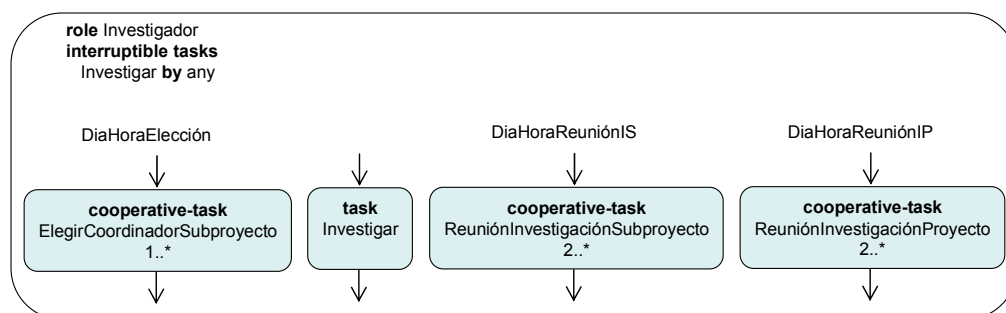 role Investigador
interruptible tasks
Investigar by any
DiaHoraElección
DiaHoraReuniónIS
DiaHoraReuniónIP
cooperative-task
ElegirCoordinadorSubproyecto
1..*
task
Investigar
cooperative-task
ReuniónInvestigaciónSubproyecto
2..*
cooperative-task
ReuniónInvestigaciónProyecto
2..*